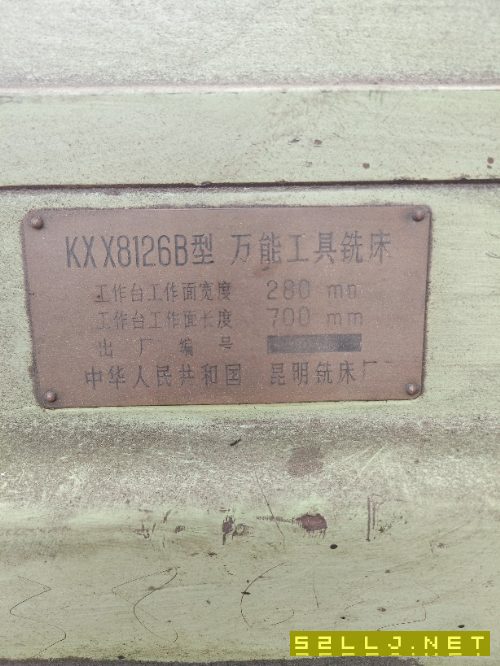 KXX8126B型 万能工具铣床
工作台工作面宽度 280 mm
工作台工作面长度 700 mm
出厂编号
中华人民共和国 昆明铣床厂
52LLJ.NET